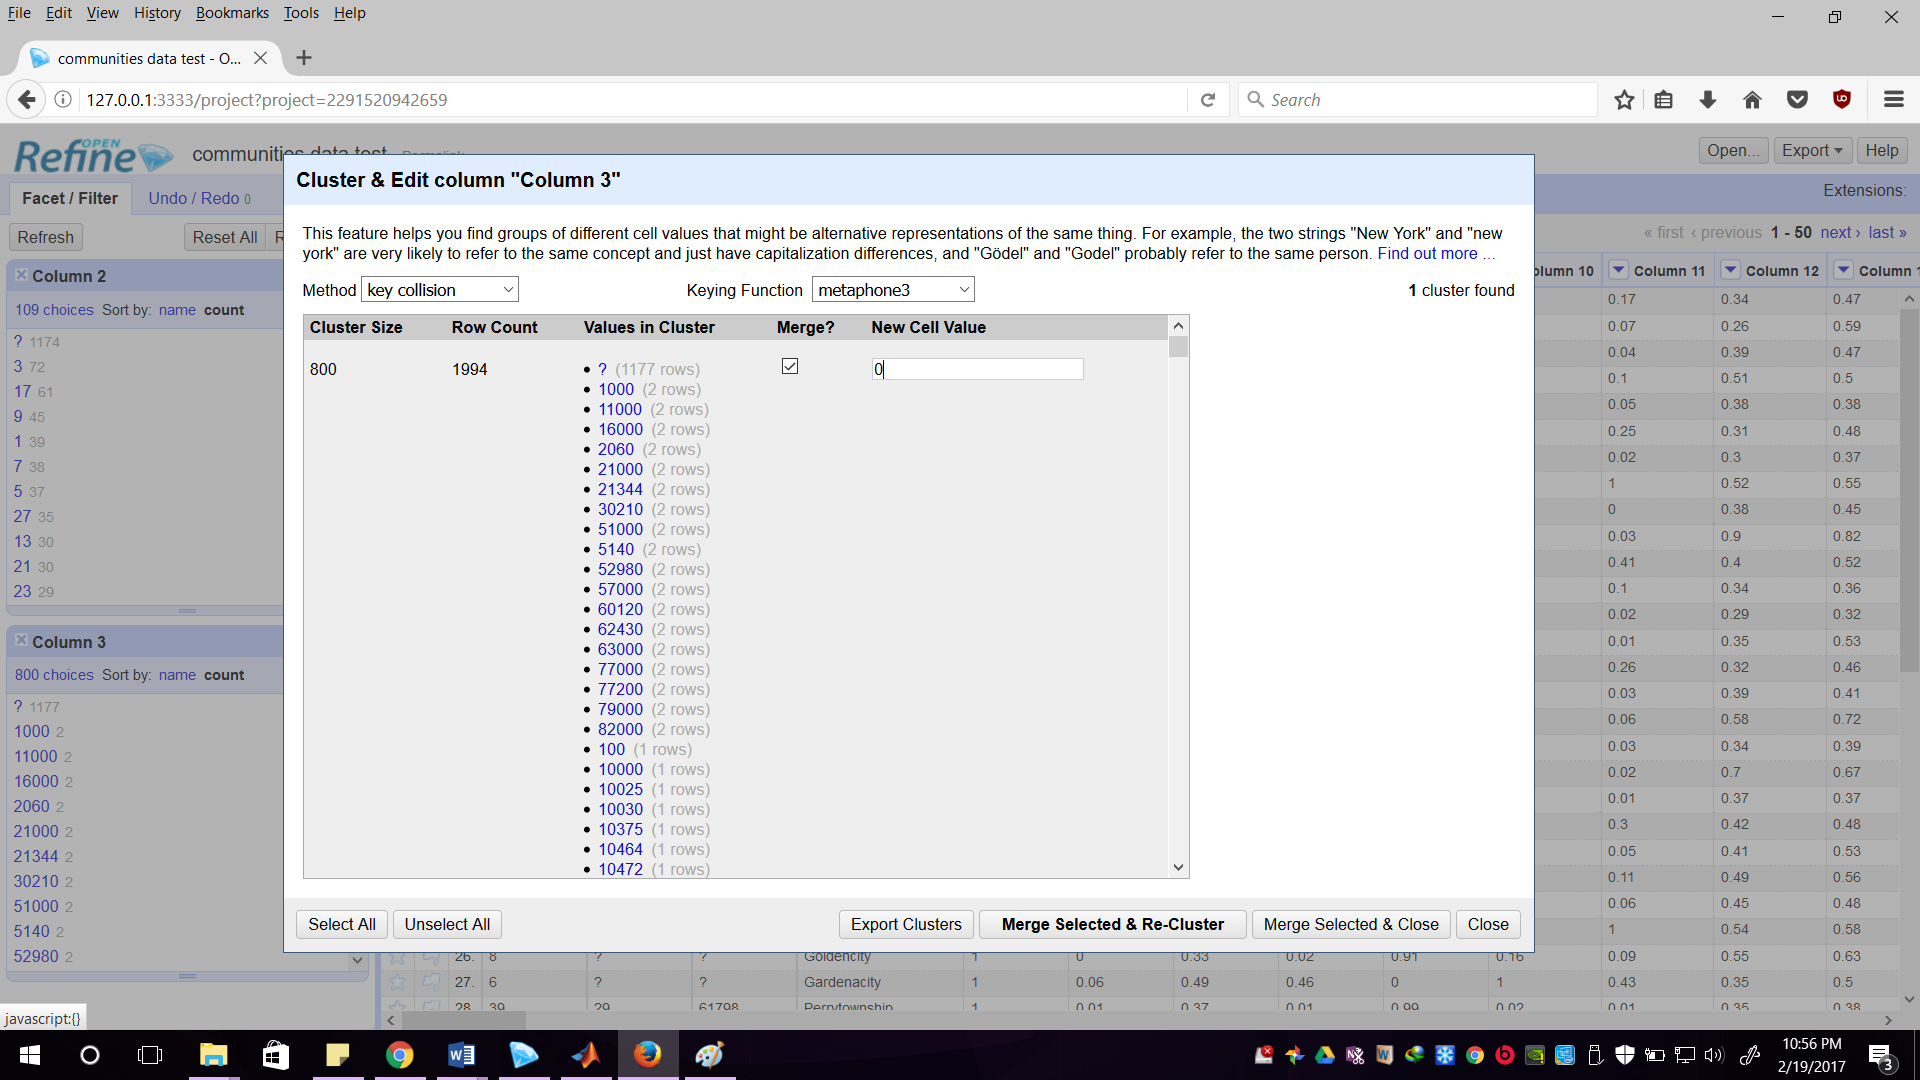 File Edit View History Bookmarks Tools Help
communities data test - O...
127.0.0.1:3333/project?project=2291520942659
Search
OPEN Refine communities data test
Open... Export Help
Facet / Filter Undo / Redo 0
Extensions:
Refresh Reset All
« first ‹ previous 1 - 50 next › last »
Cluster & Edit column "Column 3"
This feature helps you find groups of different cell values that might be alternative representations of the same thing. For example, the two strings "New York" and "new
york" are very likely to refer to the same concept and just have capitalization differences, and "Gödel" and "Godel" probably refer to the same person. Find out more ...
Method key collision Keying Function metaphone3 1 cluster found
Cluster Size Row Count Values in Cluster Merge? New Cell Value
800 1994 ? (1177 rows) 0
1000 (2 rows)
11000 (2 rows)
16000 (2 rows)
2060 (2 rows)
21000 (2 rows)
21344 (2 rows)
30210 (2 rows)
51000 (2 rows)
5140 (2 rows)
52980 (2 rows)
57000 (2 rows)
60120 (2 rows)
62430 (2 rows)
63000 (2 rows)
77000 (2 rows)
77200 (2 rows)
79000 (2 rows)
82000 (2 rows)
100 (1 rows)
10000 (1 rows)
10025 (1 rows)
10030 (1 rows)
10375 (1 rows)
10464 (1 rows)
10472 (1 rows)
Select All Unselect All Export Clusters Merge Selected & Re-Cluster Merge Selected & Close Close
Column 2
109 choices Sort by: name count
? 1174
3 72
17 61
9 45
1 39
7 38
5 37
27 35
13 30
21 30
23 29
Column 3
800 choices Sort by: name count
? 1177
1000 2
11000 2
16000 2
2060 2
21000 2
21344 2
30210 2
51000 2
5140 2
52980 2
olumn 10 Column 11 Column 12 Column 1
0.17 0.34 0.47
0.07 0.26 0.59
0.04 0.39 0.47
0.1 0.51 0.5
0.05 0.38 0.38
0.25 0.31 0.48
0.02 0.3 0.37
1 0.52 0.55
0 0.38 0.45
0.03 0.9 0.82
0.41 0.4 0.52
0.1 0.34 0.36
0.02 0.29 0.32
0.01 0.35 0.53
0.26 0.32 0.46
0.03 0.39 0.41
0.06 0.58 0.72
0.03 0.34 0.39
0.02 0.7 0.67
0.01 0.37 0.37
0.3 0.42 0.48
0.05 0.41 0.53
0.11 0.49 0.56
0.06 0.45 0.48
1 0.54 0.58
26. 8 ? ? Goldencity 1 0 0.33 0.02 0.91 0.16 0.09 0.55 0.63
27. 6 ? ? Gardenacity 1 0.06 0.49 0.46 0 1 0.43 0.35 0.5
28. 39 29 61798 Perrytownship 1 0.01 0.37 0.01 0.99 0.02 0.01 0.35 0.38
javascript:{}
10:56 PM
2/19/2017
3